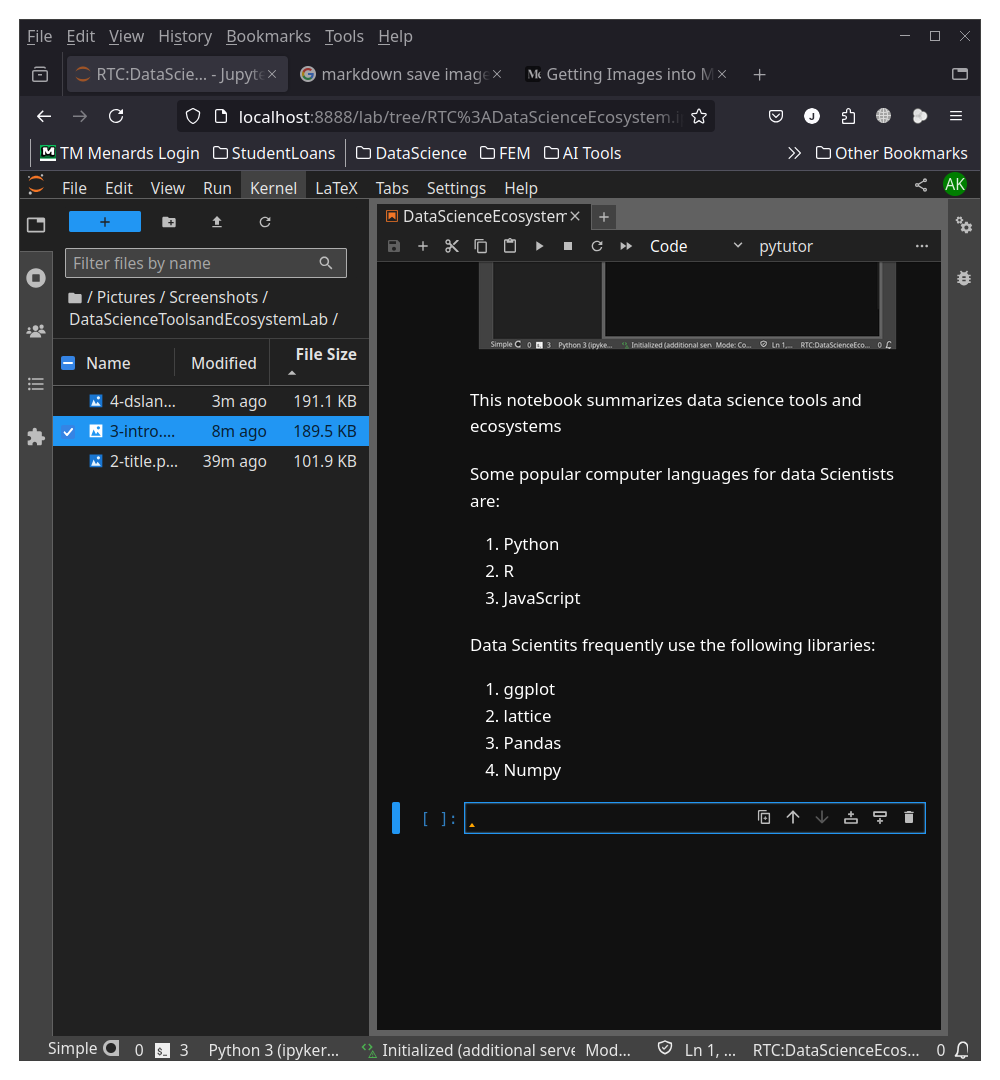 File Edit View History Bookmarks Tools Help
RTC:DataScie... - Jupyte
markdown save image
Getting Images into M
localhost:8888/lab/tree/RTC%3ADataScienceEcosystem.i
TM Menards Login StudentLoans DataScience FEM AI Tools Other Bookmarks
File Edit View Run Kernel LaTeX Tabs Settings Help AK
DataScienceEcosystem
Code pytutor
Filter files by name
/ Pictures / Screenshots /
DataScienceToolsandEcosystemLab /
Name Modified File Size
4-dslan... 3m ago 191.1 KB
3-intro.... 8m ago 189.5 KB
2-title.p... 39m ago 101.9 KB
Simple 0 3 Python 3 (ipyke... Initialized (additional serv Mode: Co... Ln 1,... RTC:DataScienceEco... 0
This notebook summarizes data science tools and
ecosystems
Some popular computer languages for data Scientists
are:
1. Python
2. R
3. JavaScript
Data Scientits frequently use the following libraries:
1. ggplot
2. lattice
3. Pandas
4. Numpy
[ ]:
Simple 0 3 Python 3 (ipyker... Initialized (additional serve Mod... Ln 1, ... RTC:DataScienceEcos... 0